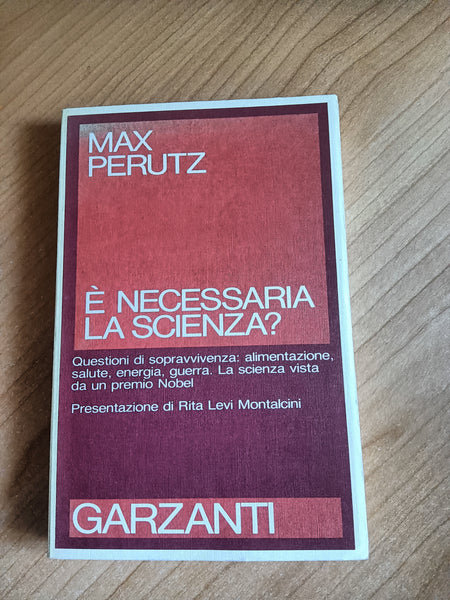 MAX
PERUTZ
È NECESSARIA
LA SCIENZA?
Questioni di sopravvivenza: alimentazione,
salute, energia, guerra. La scienza vista
da un premio Nobel
Presentazione di Rita Levi Montalcini
GARZANTI